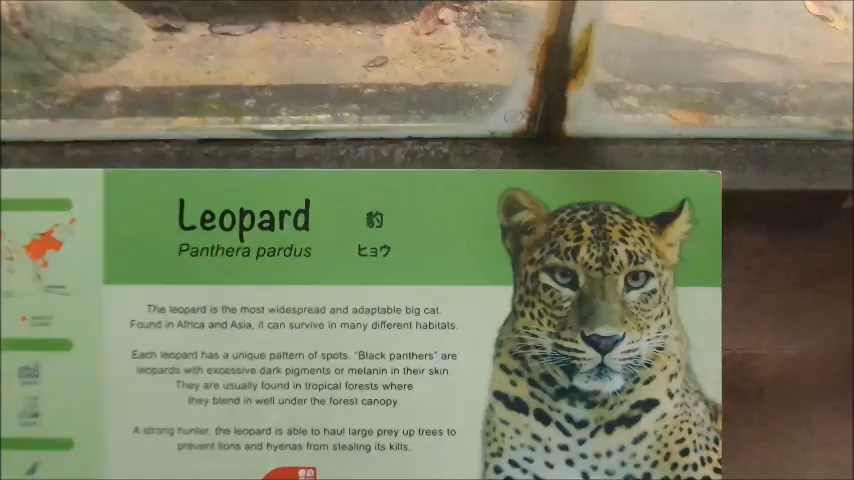 Leopard 豹
Panthera pardus ヒョウ
The leopard is the most widespread and adaptable big cat.
Found in Africa and Asia, it can survive in many different habitats.
Each leopard has a unique pattern of spots. "Black panthers" are
leopards with excessive dark pigments or melanin in their skin.
They are usually found in tropical forests where
they blend in well under the forest canopy.
A strong hunter, the leopard is able to haul large prey up trees to
prevent lions and hyenas from stealing its kills.